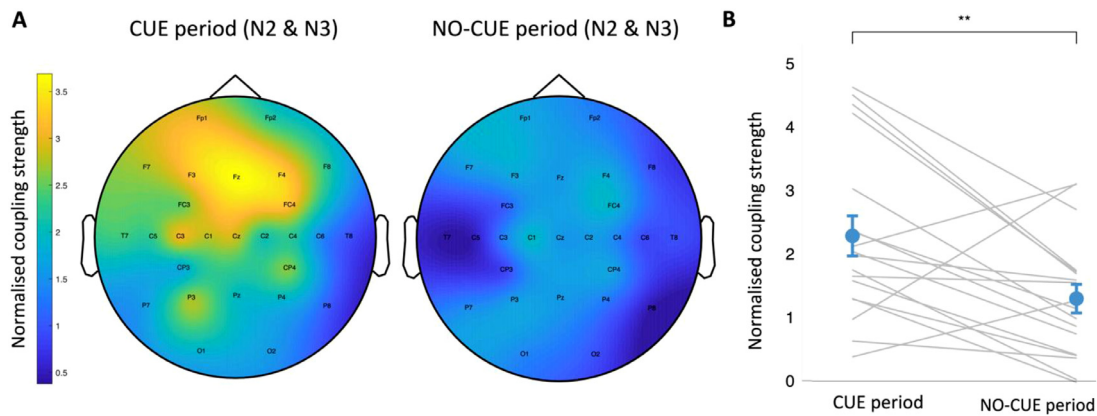 A
CUE period (N2 & N3)
NO-CUE period (N2 & N3)
B
**
Normalised coupling strength
3.5
3
2.5
2
1.5
1
0.5
Fp1 Fp2
F7 F3 Fz F4 F8
FC3 FC4
T7 C5 C3 C1 Cz C2 C4 C6 T8
CP3 CP4
P7 P3 Pz P4 P8
O1 O2
Fp1 Fp2
F7 F3 Fz F4 F8
FC3 FC4
T7 C5 C3 C1 Cz C2 C4 C6 T8
CP3 CP4
P7 P3 Pz P4 P8
O1 O2
Normalised coupling strength
5
4
3
2
1
0
CUE period
NO-CUE period